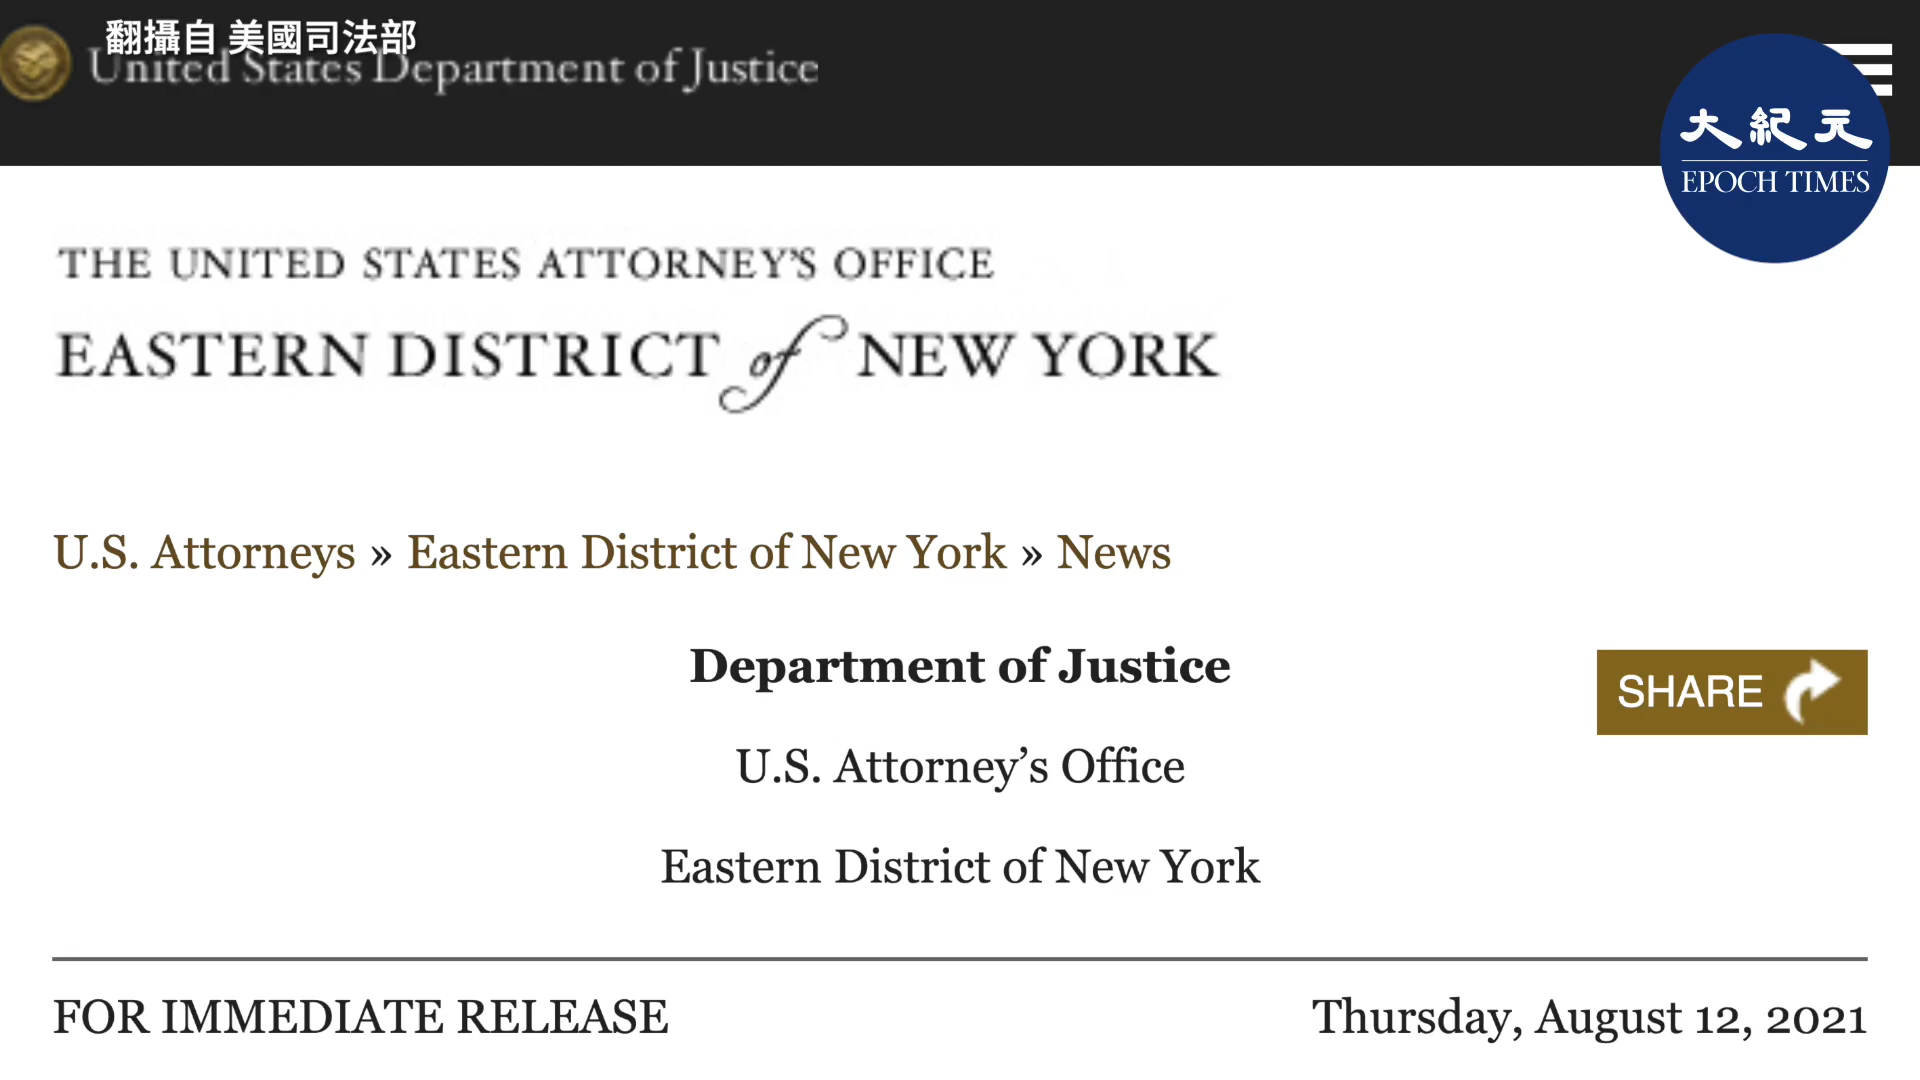 翻攝自 美國司法部
United States Department of Justice
大紀元
EPOCH TIMES
THE UNITED STATES ATTORNEY'S OFFICE
EASTERN DISTRICT of NEW YORK
U.S. Attorneys » Eastern District of New York » News
Department of Justice
SHARE
U.S. Attorney’s Office
Eastern District of New York
FOR IMMEDIATE RELEASE
Thursday, August 12, 2021